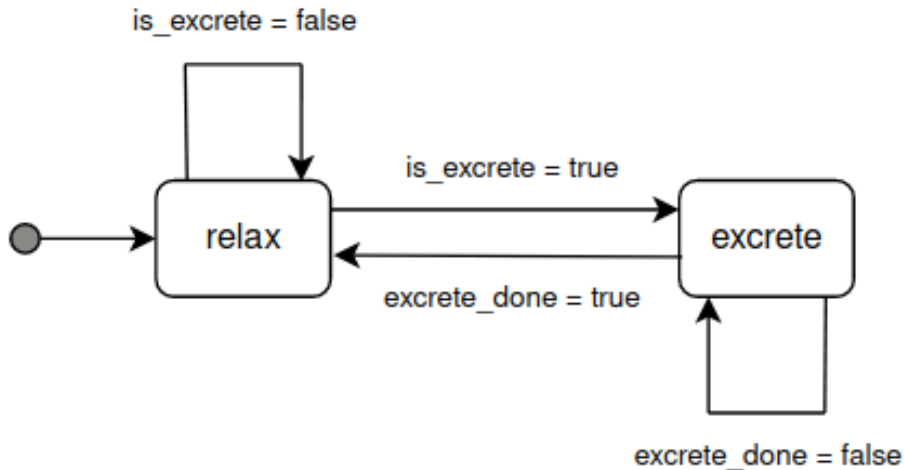 is_excrete = false
is_excrete = true
relax
excrete
excrete_done = true
excrete_done = false